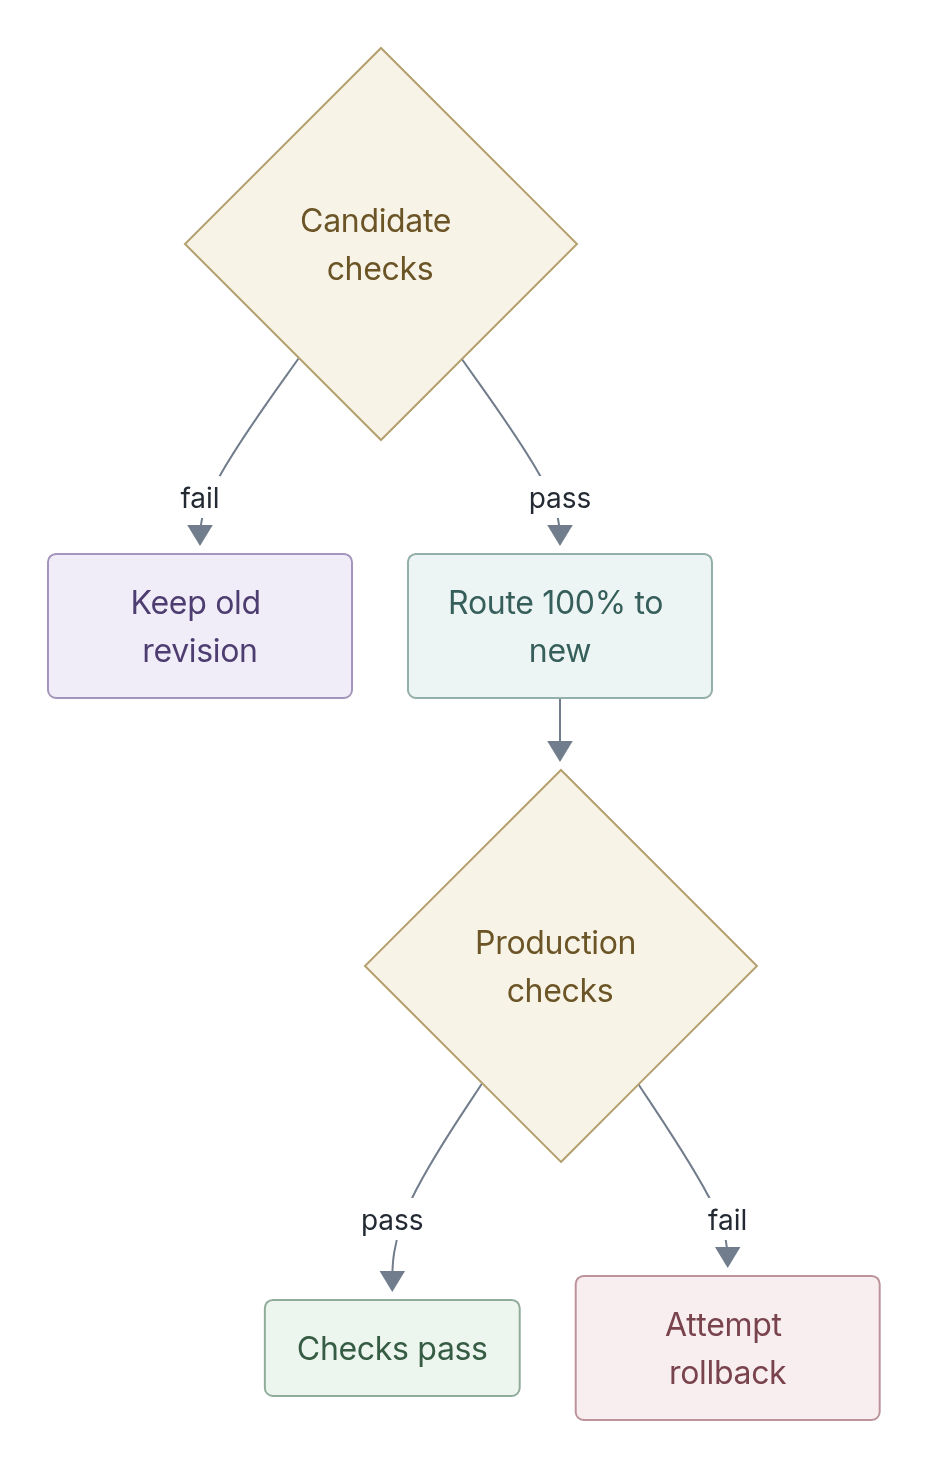 Candidate
checks
fail
pass
Keep old
revision
Route 100% to
new
Production
checks
pass
fail
Checks pass
Attempt
rollback